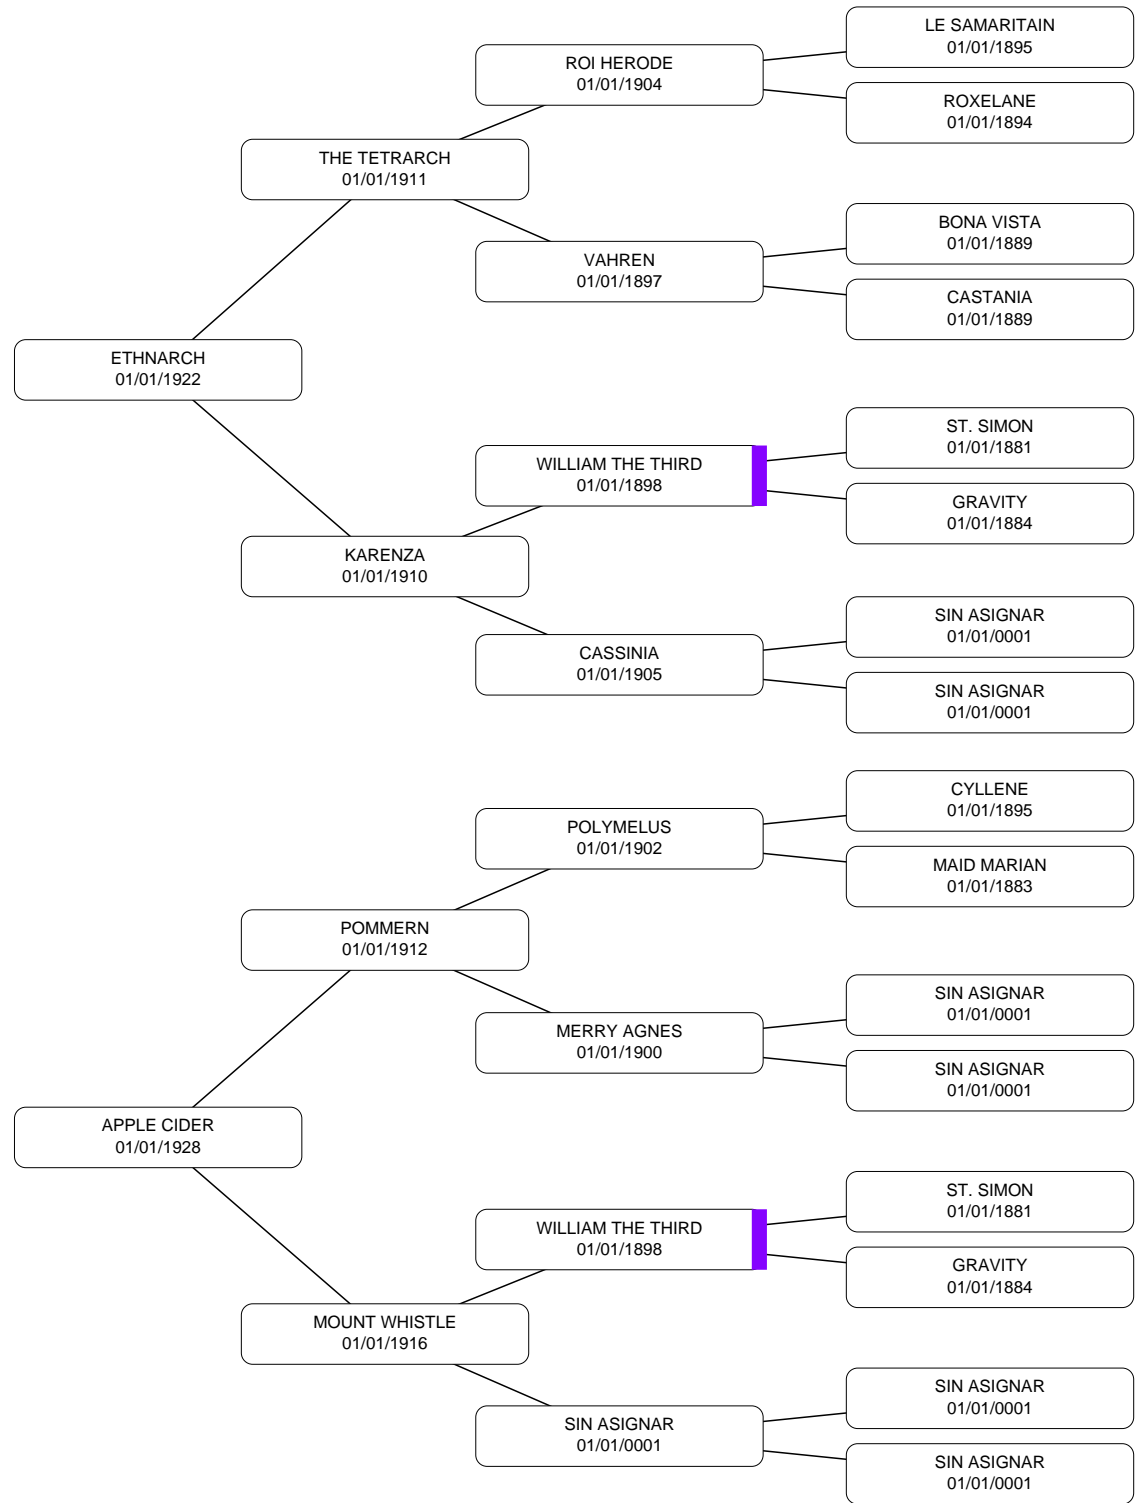 LE SAMARITAIN
01/01/1895
ROI HERODE
01/01/1904
ROXELANE
01/01/1894
THE TETRARCH
01/01/1911
BONA VISTA
01/01/1889
VAHREN
01/01/1897
CASTANIA
01/01/1889
ETHNARCH
01/01/1922
ST. SIMON
01/01/1881
WILLIAM THE THIRD
01/01/1898
GRAVITY
01/01/1884
KARENZA
01/01/1910
SIN ASIGNAR
01/01/0001
CASSINIA
01/01/1905
SIN ASIGNAR
01/01/0001
CYLLENE
01/01/1895
POLYMELUS
01/01/1902
MAID MARIAN
01/01/1883
POMMERN
01/01/1912
SIN ASIGNAR
01/01/0001
MERRY AGNES
01/01/1900
SIN ASIGNAR
01/01/0001
APPLE CIDER
01/01/1928
ST. SIMON
01/01/1881
WILLIAM THE THIRD
01/01/1898
GRAVITY
01/01/1884
MOUNT WHISTLE
01/01/1916
SIN ASIGNAR
01/01/0001
SIN ASIGNAR
01/01/0001
SIN ASIGNAR
01/01/0001